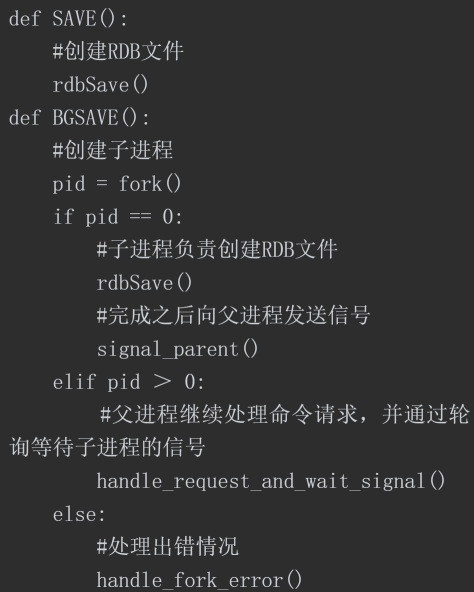 def SAVE():
    #创建RDB文件
    rdbSave()
def BGSAVE():
    #创建子进程
    pid = fork()
    if pid == 0:
        #子进程负责创建RDB文件
        rdbSave()
        #完成之后向父进程发送信号
        signal_parent()
    elif pid > 0:
        #父进程继续处理命令请求，并通过轮
询等待子进程的信号
        handle_request_and_wait_signal()
    else:
        #处理出错情况
        handle_fork_error()